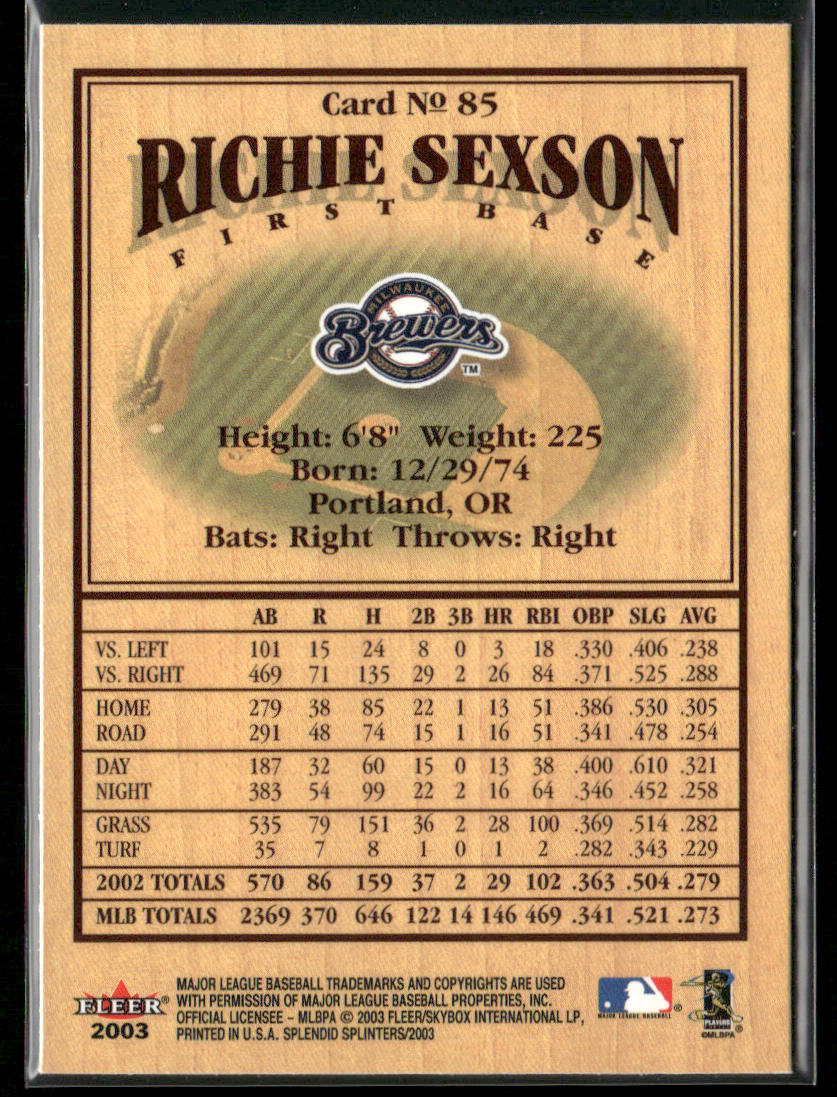 Card Nº 85
RICHIE SEXSON
FIRST BASE
MILWAUKEE
Brewers
TM
Height: 6'8" Weight: 225
Born: 12/29/74
Portland, OR
Bats: Right Throws: Right
AB R H 2B 3B HR RBI OBP SLG AVG
VS. LEFT 101 15 24 8 0 3 18 .330 .406 .238
VS. RIGHT 469 71 135 29 2 26 84 .371 .525 .288
HOME 279 38 85 22 1 13 51 .386 .530 .305
ROAD 291 48 74 15 1 16 51 .341 .478 .254
DAY 187 32 60 15 0 13 38 .400 .610 .321
NIGHT 383 54 99 22 2 16 64 .346 .452 .258
GRASS 535 79 151 36 2 28 100 .369 .514 .282
TURF 35 7 8 1 0 1 2 .282 .343 .229
2002 TOTALS 570 86 159 37 2 29 102 .363 .504 .279
MLB TOTALS 2369 370 646 122 14 146 469 .341 .521 .273
FLEER®
2003
MAJOR LEAGUE BASEBALL TRADEMARKS AND COPYRIGHTS ARE USED
WITH PERMISSION OF MAJOR LEAGUE BASEBALL PROPERTIES, INC.
OFFICIAL LICENSEE – MLBPA © 2003 FLEER/SKYBOX INTERNATIONAL LP,
PRINTED IN U.S.A. SPLENDID SPLINTERS/2003
MAJOR LEAGUE BASEBALL ®
PLAYERS
©MLBPA